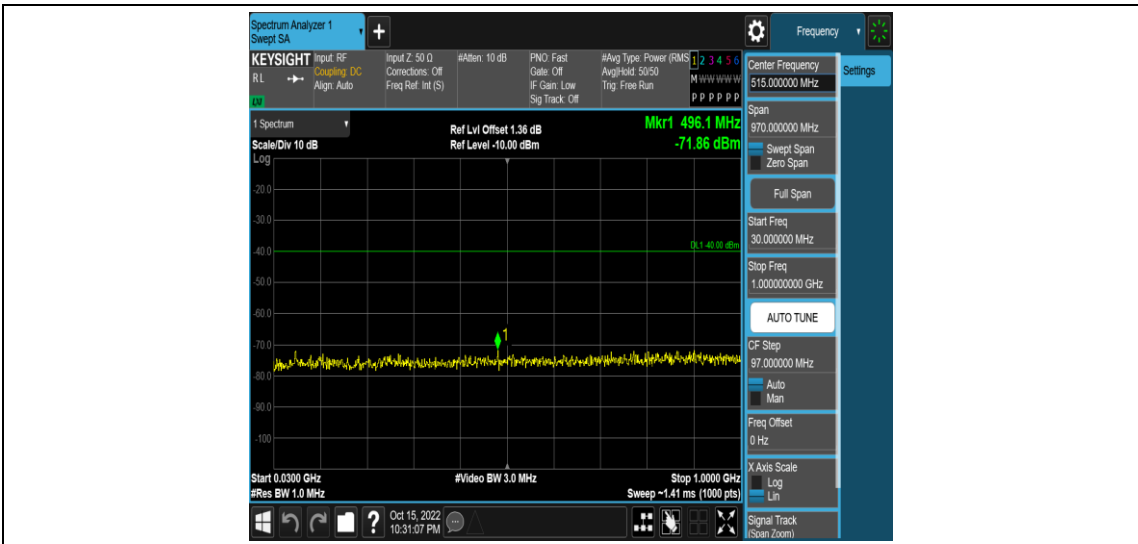 Spectrum Analyzer 1
Swept SA
+
Frequency
KEYSIGHT
RL
LXI
Input: RF
Coupling: DC
Align: Auto
Input Z: 50 Ω
Corrections: Off
Freq Ref: Int (S)
#Atten: 10 dB
PNO: Fast
Gate: Off
IF Gain: Low
Sig Track: Off
#Avg Type: Power (RMS
Avg|Hold: 50/50
Trig: Free Run
1 2 3 4 5 6
M W W W W W
P P P P P P
Center Frequency
515.000000 MHz
Settings
Span
970.000000 MHz
Swept Span
Zero Span
Full Span
Start Freq
30.000000 MHz
Stop Freq
1.000000000 GHz
AUTO TUNE
CF Step
97.000000 MHz
Auto
Man
Freq Offset
0 Hz
X Axis Scale
Log
Lin
Signal Track
(Span Zoom)
1 Spectrum
Scale/Div 10 dB
Ref Lvl Offset 1.36 dB
Ref Level -10.00 dBm
Mkr1 496.1 MHz
-71.86 dBm
Log
-20.0
-30.0
-40.0
DL1 -40.00 dBm
-50.0
-60.0
1
-70.0
-80.0
-90.0
-100
Start 0.0300 GHz
#Video BW 3.0 MHz
Stop 1.0000 GHz
#Res BW 1.0 MHz
Sweep ~1.41 ms (1000 pts)
?
Oct 15, 2022
10:31:07 PM